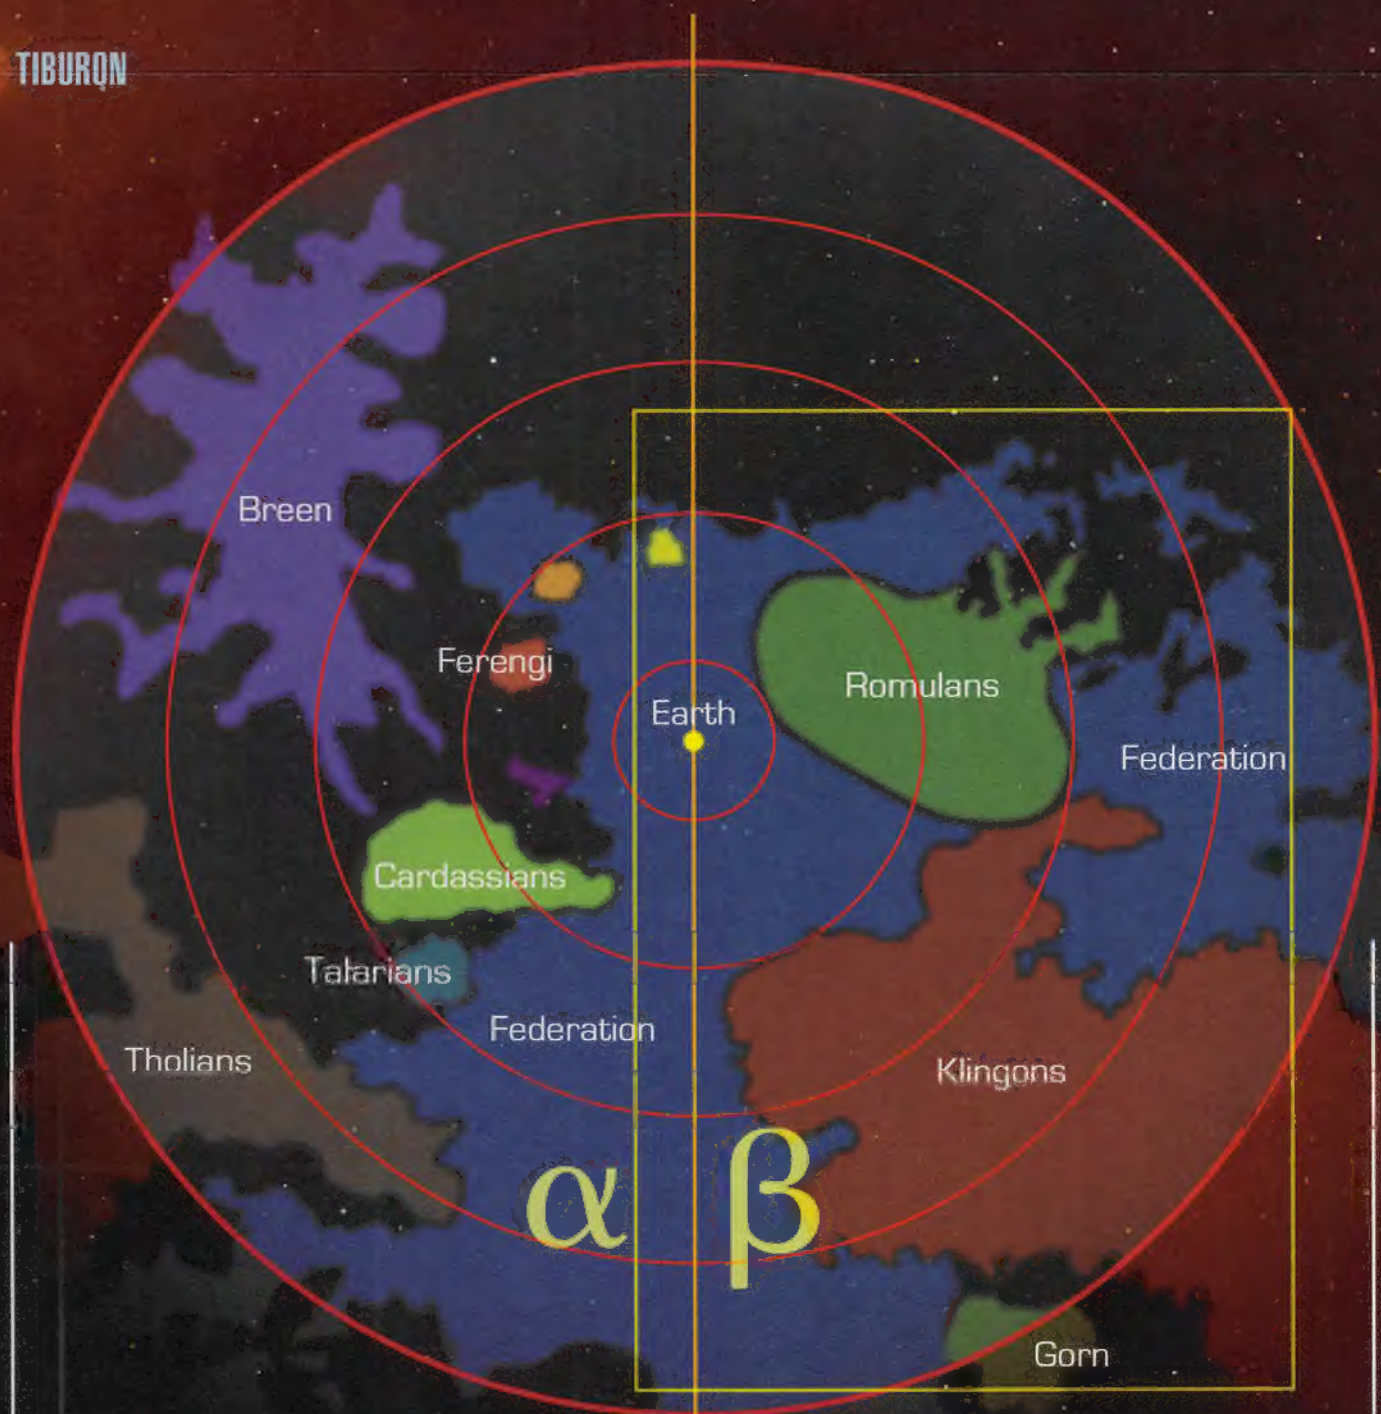 TIBURON
Breen
Ferengi
Earth
Romulans
Federation
Cardassians
Talarians
Federation
Tholians
Klingons
α β
Gorn